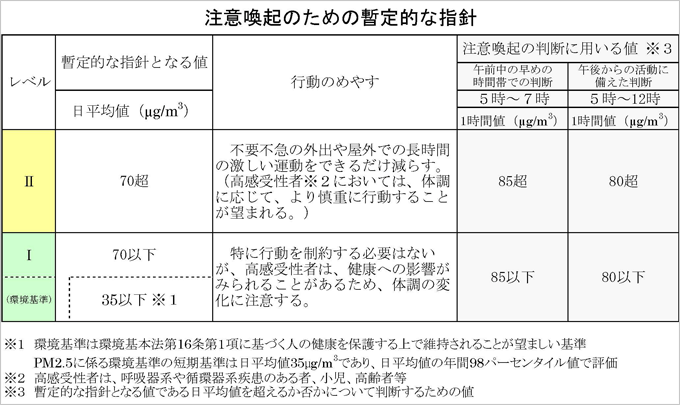 注意喚起のための暫定的な指針
レベル
暫定的な指針となる値
日平均値（μg/m³）
行動のめやす
注意喚起の判断に用いる値 ※３
午前中の早めの
時間帯での判断
５時～７時
1時間値（μg/m³）
午後からの活動に
備えた判断
５時～12時
1時間値（μg/m³）
Ⅱ
70超
不要不急の外出や屋外での長時間
の激しい運動をできるだけ減らす。
（高感受性者※２においては、体調
に応じて、より慎重に行動すること
が望まれる。）
85超
80超
Ⅰ
（環境基準）
70以下
35以下 ※１
特に行動を制約する必要はない
が、高感受性者は、健康への影響が
みられることがあるため、体調の変
化に注意する。
85以下
80以下
※1 環境基準は環境基本法第16条第1項に基づく人の健康を保護する上で維持されることが望ましい基準
PM2.5に係る環境基準の短期基準は日平均値35μg/m³であり、日平均値の年間98パーセンタイル値で評価
※2 高感受性者は、呼吸器系や循環器系疾患のある者、小児、高齢者等
※3 暫定的な指針となる値である日平均値を超えるか否かについて判断するための値